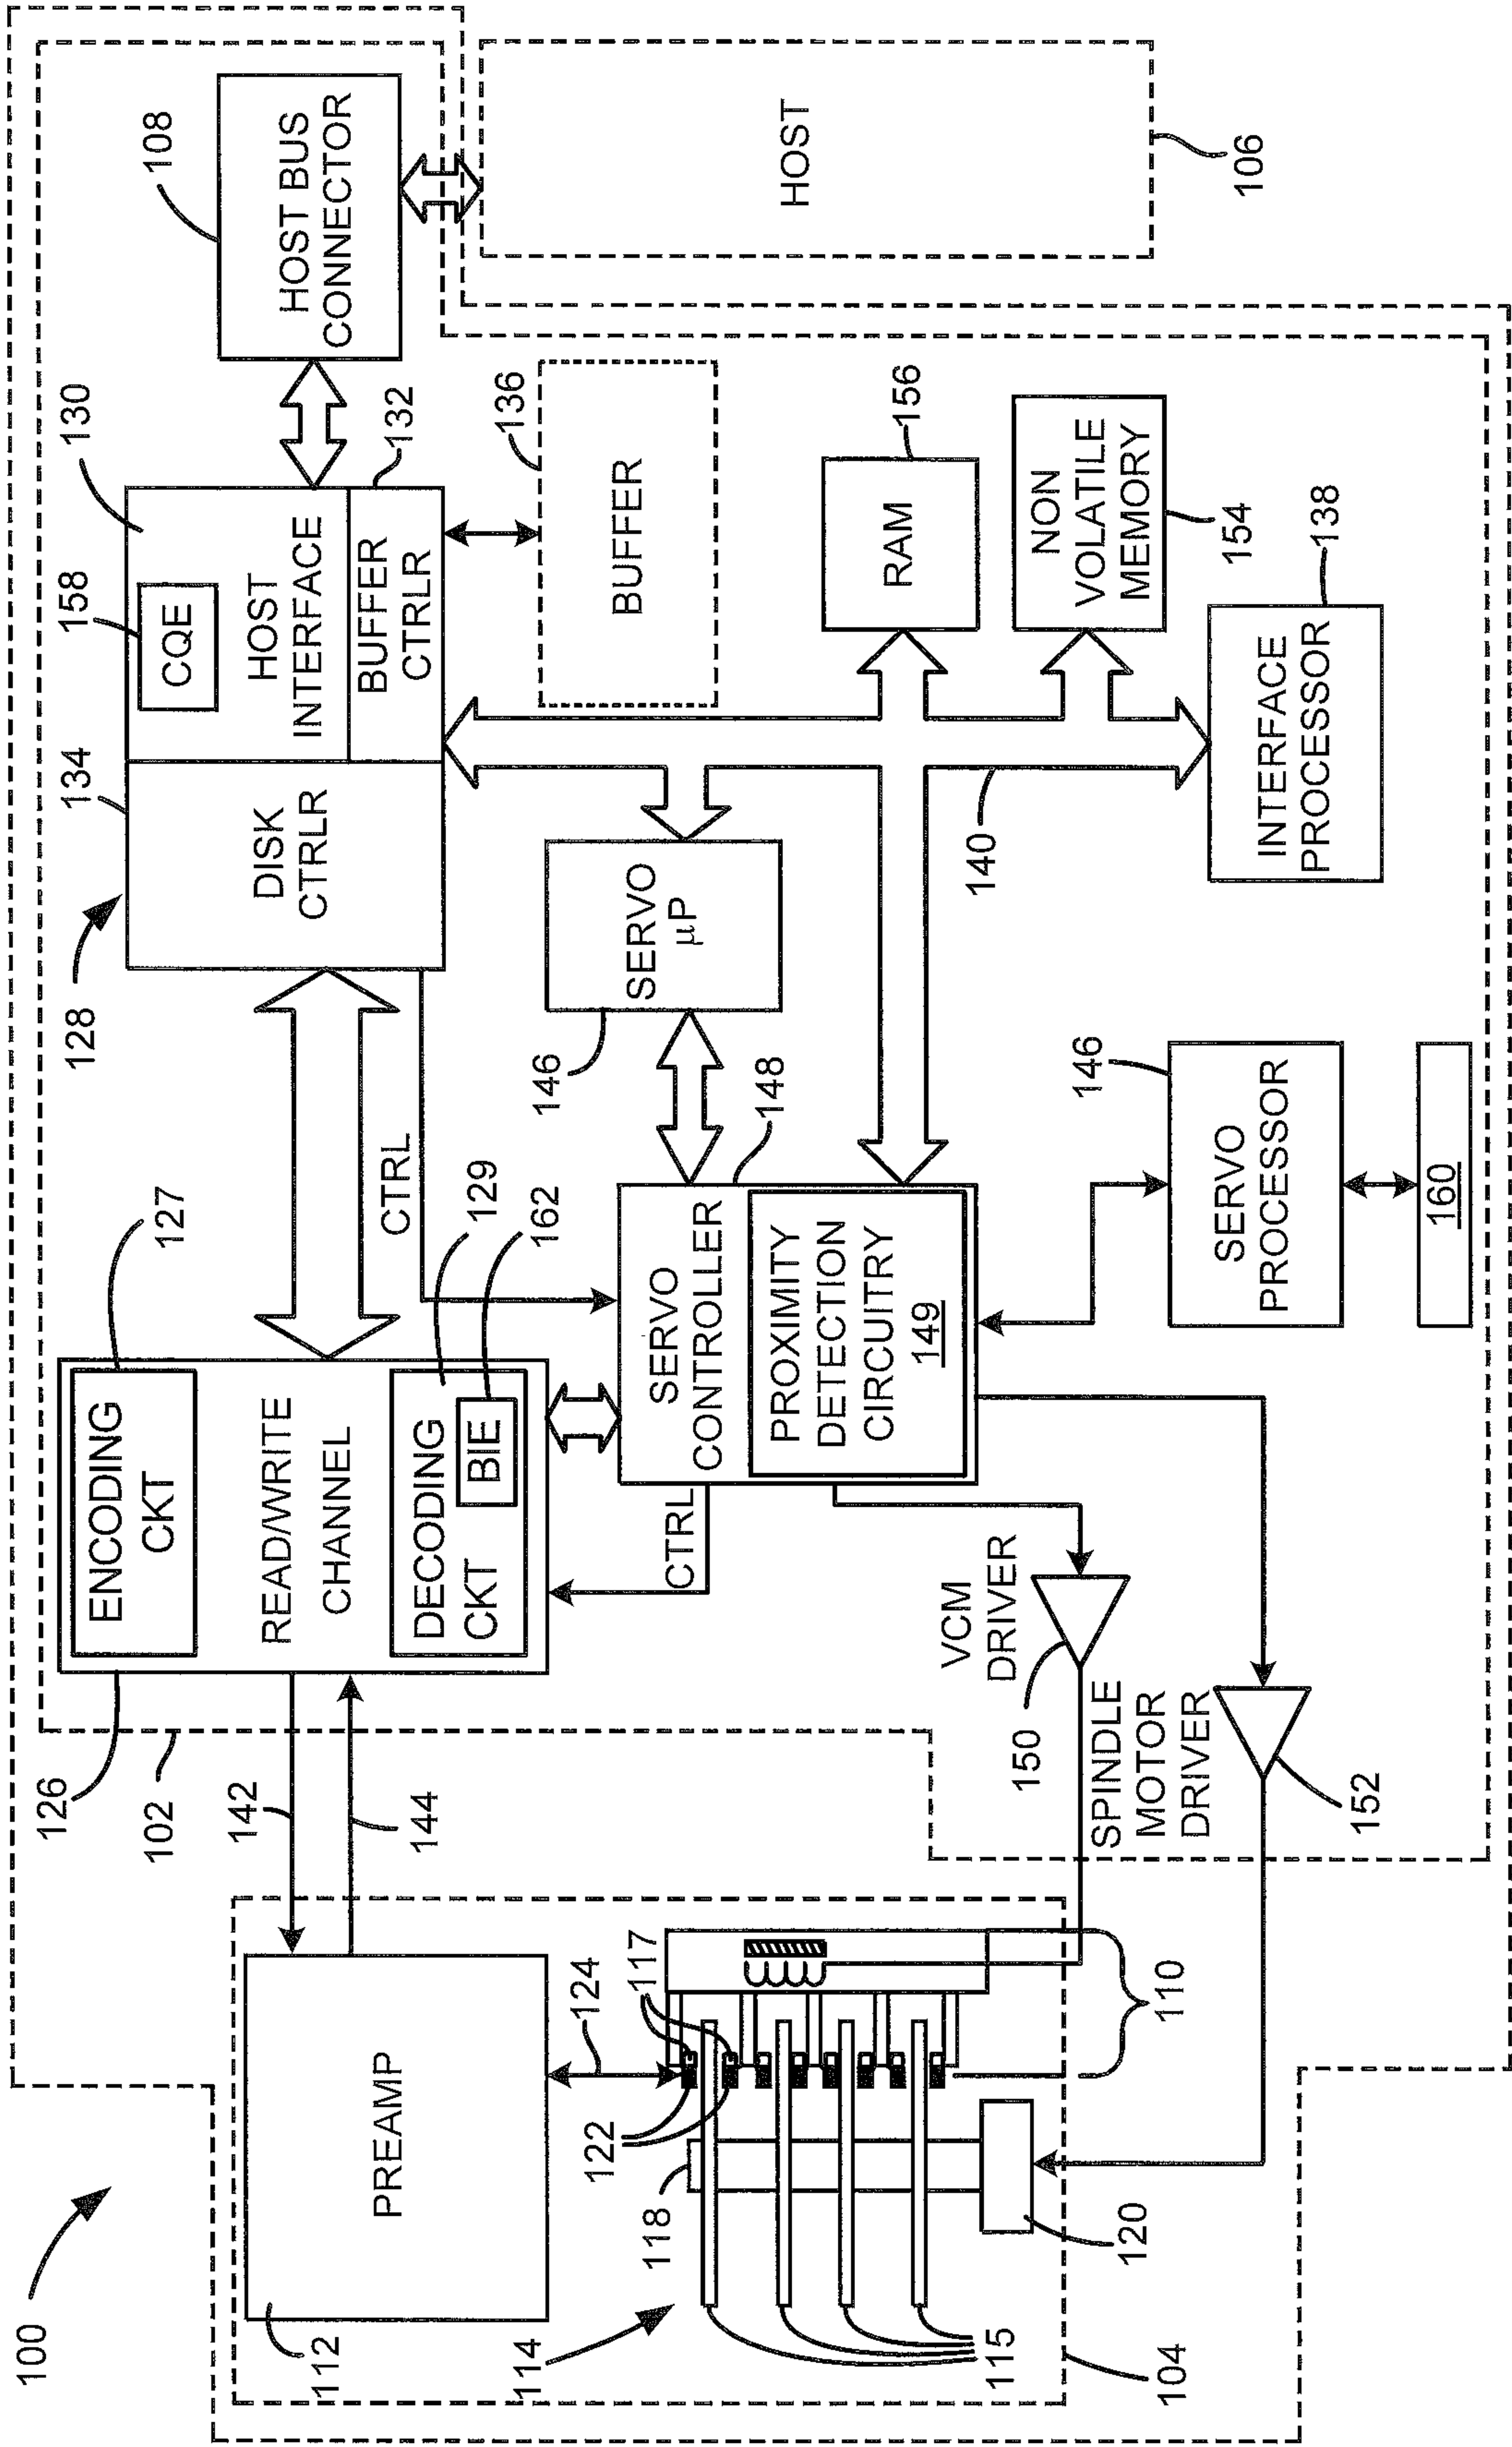 100
112
PREAMP
124
117
122
118
114
115
120
110
104
126
142
144
102
ENCODING
CKT
127
READ/WRITE
CHANNEL
DECODING
CKT
BIE
129
162
CTRL
CTRL
128
134
DISK
CTRLR
158
CQE
130
HOST
INTERFACE
BUFFER
CTRLR
132
108
HOST BUS
CONNECTOR
HOST
106
136
BUFFER
SERVO
µP
146
148
SERVO
CONTROLLER
PROXIMITY
DETECTION
CIRCUITRY
149
RAM
156
NON
VOLATILE
MEMORY
154
140
INTERFACE
PROCESSOR
138
146
SERVO
PROCESSOR
160
VCM
DRIVER
150
SPINDLE
MOTOR
DRIVER
152